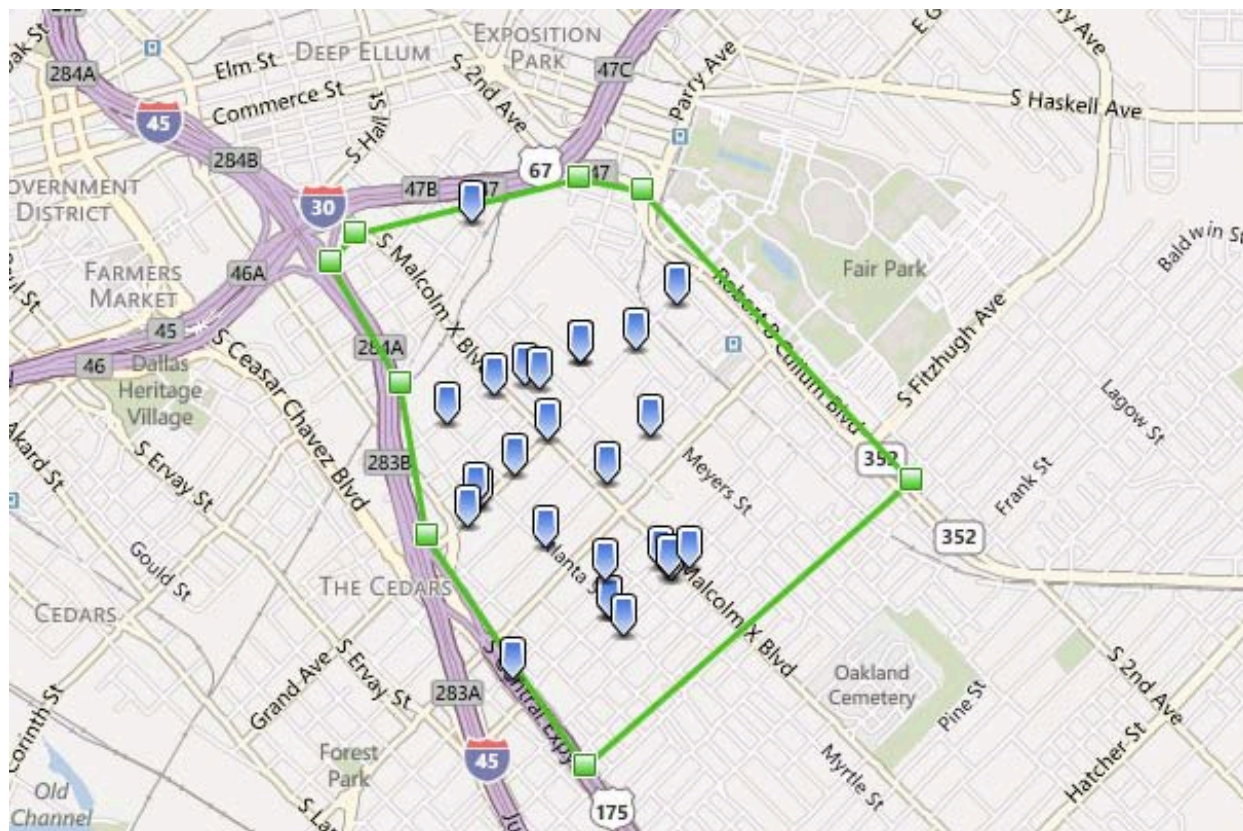 EXPOSITION
PARK
DEEP ELLUM
Elm St
Commerce St
S Hall St
S 2nd Ave
47C
Parry Ave
S Haskell Ave
284A
45
284B
67
47
47B
30
GOVERNMENT
DISTRICT
FARMERS
MARKET
46A
45
46
Dallas
Heritage
Village
S Ceasar Chavez Blvd
S Malcolm X Blvd
284A
283B
Fair Park
Robert B Cullum Blvd
S Fitzhugh Ave
Baldwin St
Lagow St
Frank St
352
352
Meyers St
Akard St
S Ervay St
Gould St
THE CEDARS
CEDARS
Malcolm X Blvd
S Central Expy
S Ervay St
Grand Ave
283A
Corinth St
Forest
Park
45
Old
Channel
175
Oakland
Cemetery
Pine St
S 2nd Ave
Myrtle St
Hatcher St